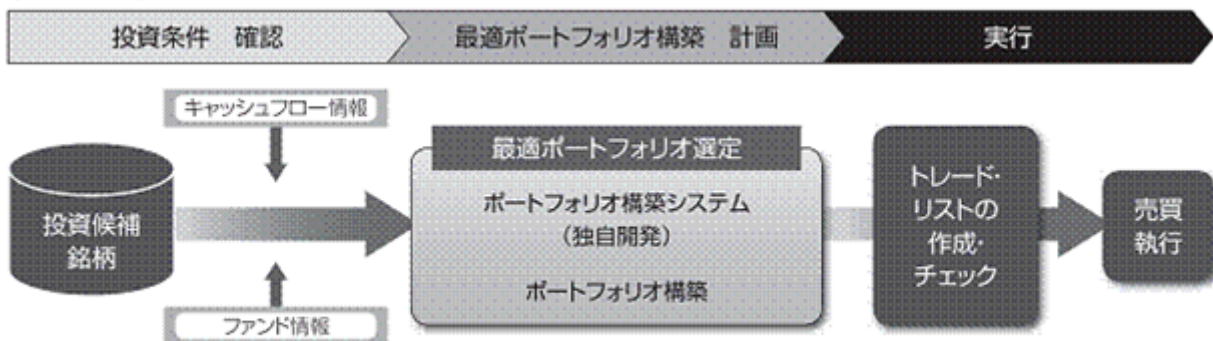 投資条件 確認
最適ポートフォリオ構築 計画
実行
キャッシュフロー情報
投資候補
銘柄
ファンド情報
最適ポートフォリオ選定
ポートフォリオ構築システム
(独自開発)
ポートフォリオ構築
トレード・
リストの
作成・
チェック
売買
執行